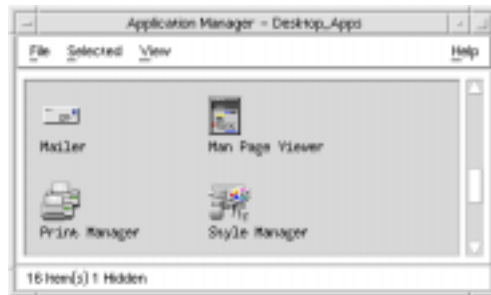 Application Manager - Desktop_Apps
File Selected View Help
Mailer Man Page Viewer
Print Manager Style Manager
16 Item(s) 1 Hidden